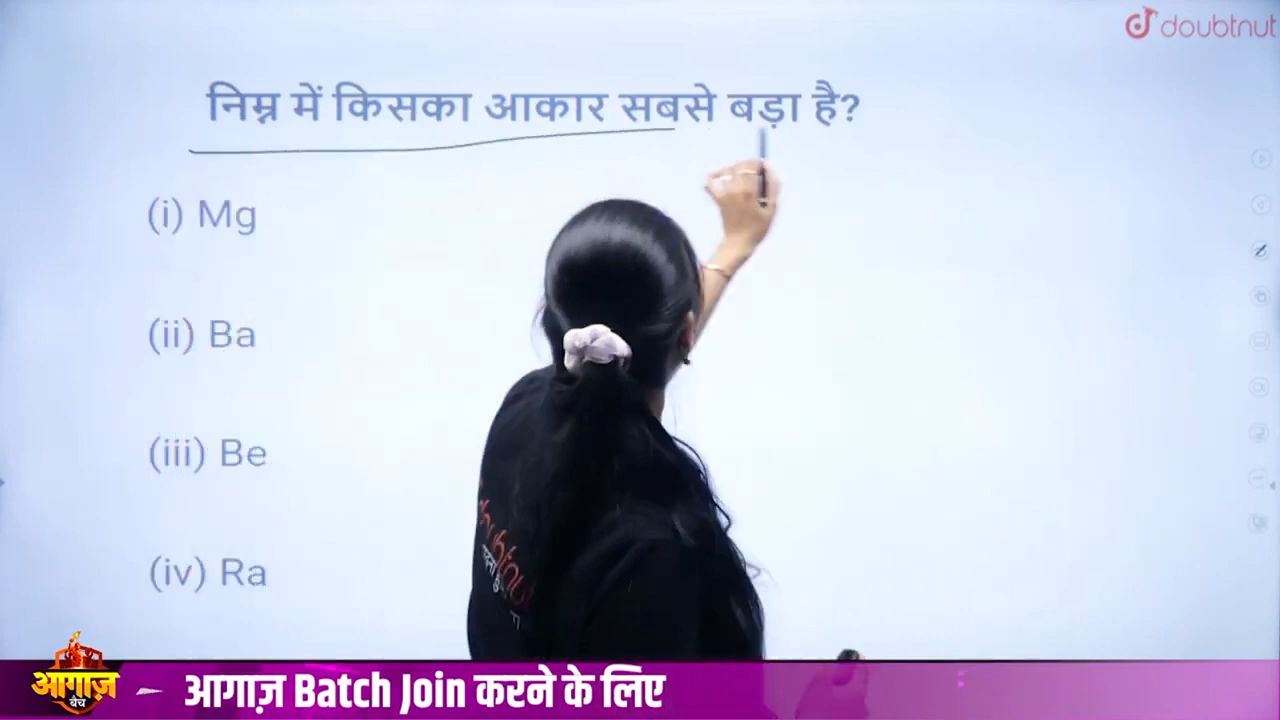 doubtnut
निम्न में किसका आकार सबसे बड़ा है?
(i) Mg
(ii) Ba
(iii) Be
(iv) Ra
आगाज़
बैच
आगाज़ Batch Join करने के लिए